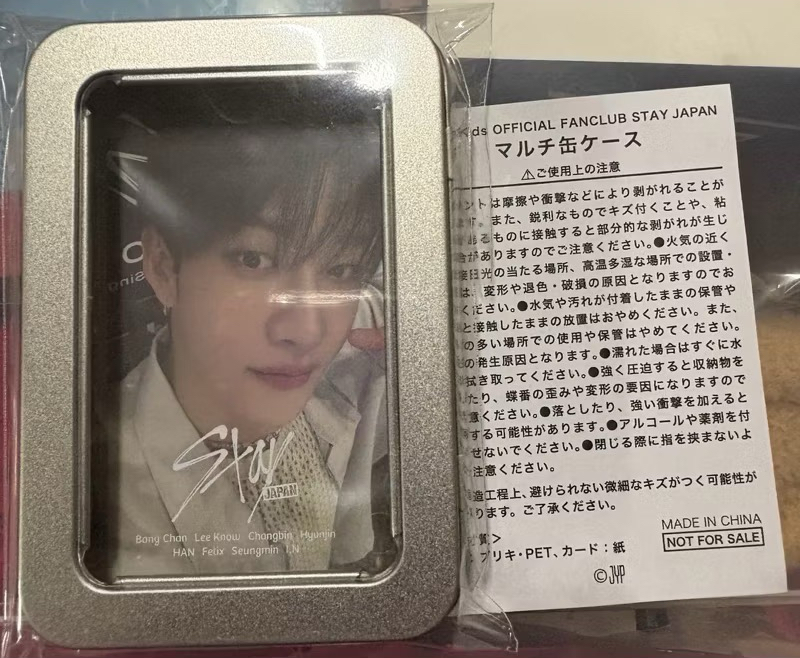 Stay
JAPAN
Bang Chan Lee Know Changbin Hyunjin
HAN Felix Seungmin I.N
ds OFFICIAL FANCLUB STAY JAPAN
マルチ缶ケース
⚠ご使用上の注意
ントは摩擦や衝撃などにより剥がれることが
す。また、鋭利なものでキズ付くことや、粘
るものに接触すると部分的な剥がれが生じ
合がありますのでご注意ください。●火気の近く
接日光の当たる場所、高温多湿な場所での設置・
は、変形や退色・破損の原因となりますのでお
ください。●水気や汚れが付着したままの保管や
と接触したままの放置はおやめください。また、
の多い場所での使用や保管はやめてください。
の発生原因となります。●濡れた場合はすぐに水
拭き取ってください。●強く圧迫すると収納物を
したり、蝶番の歪みや変形の要因になりますので
意ください。●落としたり、強い衝撃を加えると
する可能性があります。●アルコールや薬剤を付
せないでください。●閉じる際に指を挟まないよ
注意ください。
造工程上、避けられない微細なキズがつく可能性が
ります。ご了承ください。
質>
ブリキ・PET、カード：紙
MADE IN CHINA
NOT FOR SALE
©JYP